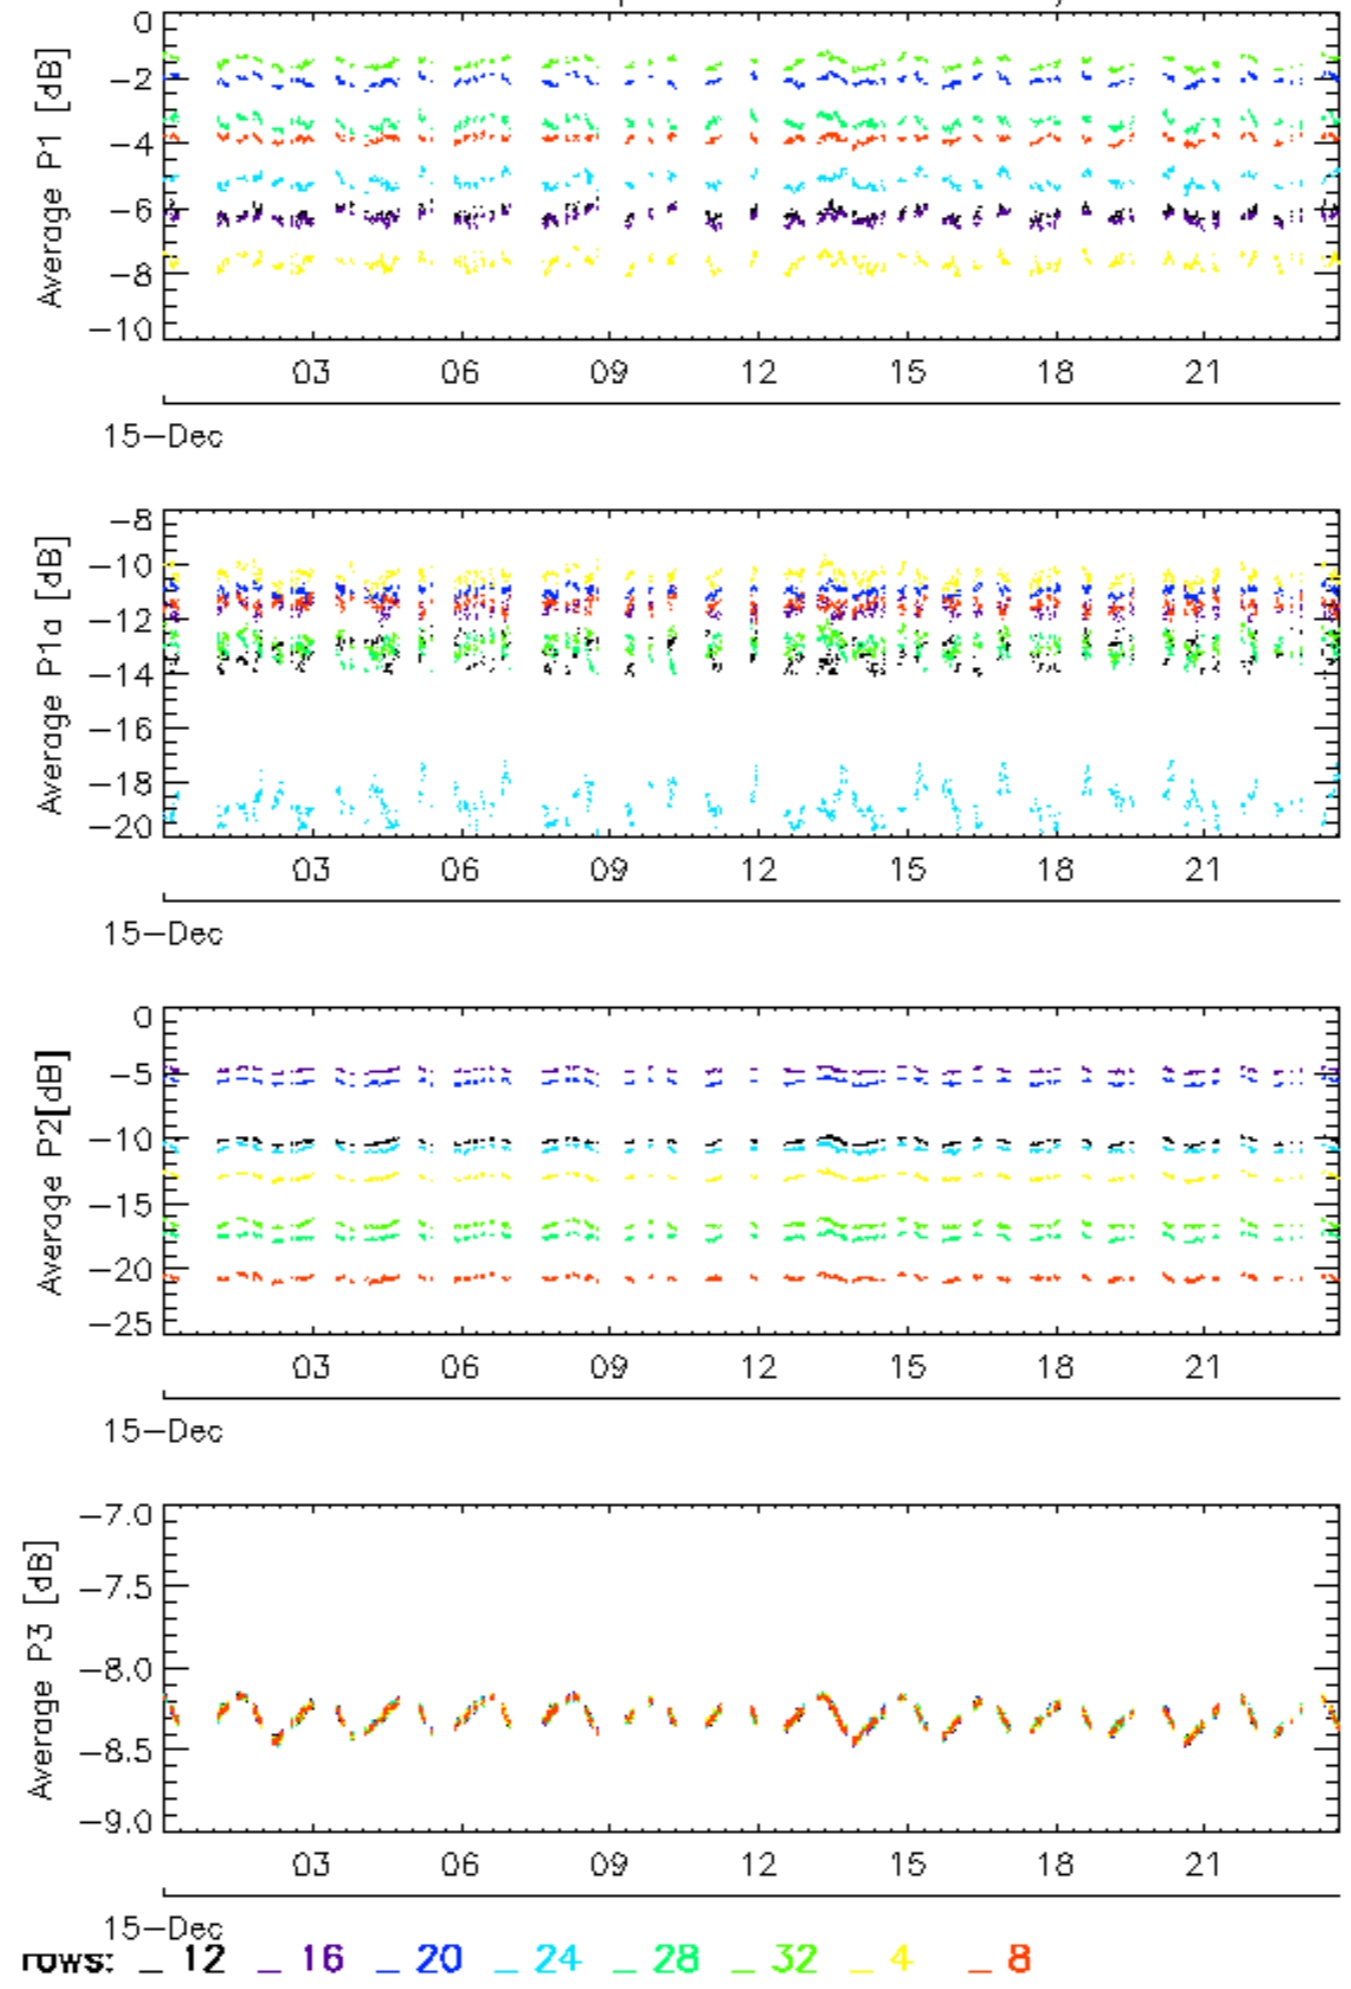 0
−2
−4
−6
−8
−10
Average P1 [dB]
03 06 09 12 15 18 21
15−Dec
−8
−10
−12
−14
−16
−18
−20
Average P1a [dB]
03 06 09 12 15 18 21
15−Dec
0
−5
−10
−15
−20
−25
Average P2[dB]
03 06 09 12 15 18 21
15−Dec
−7.0
−7.5
−8.0
−8.5
−9.0
Average P3 [dB]
03 06 09 12 15 18 21
15−Dec
rows: _ 12 _ 16 _ 20 _ 24 _ 28 _ 32 _ 4 _ 8